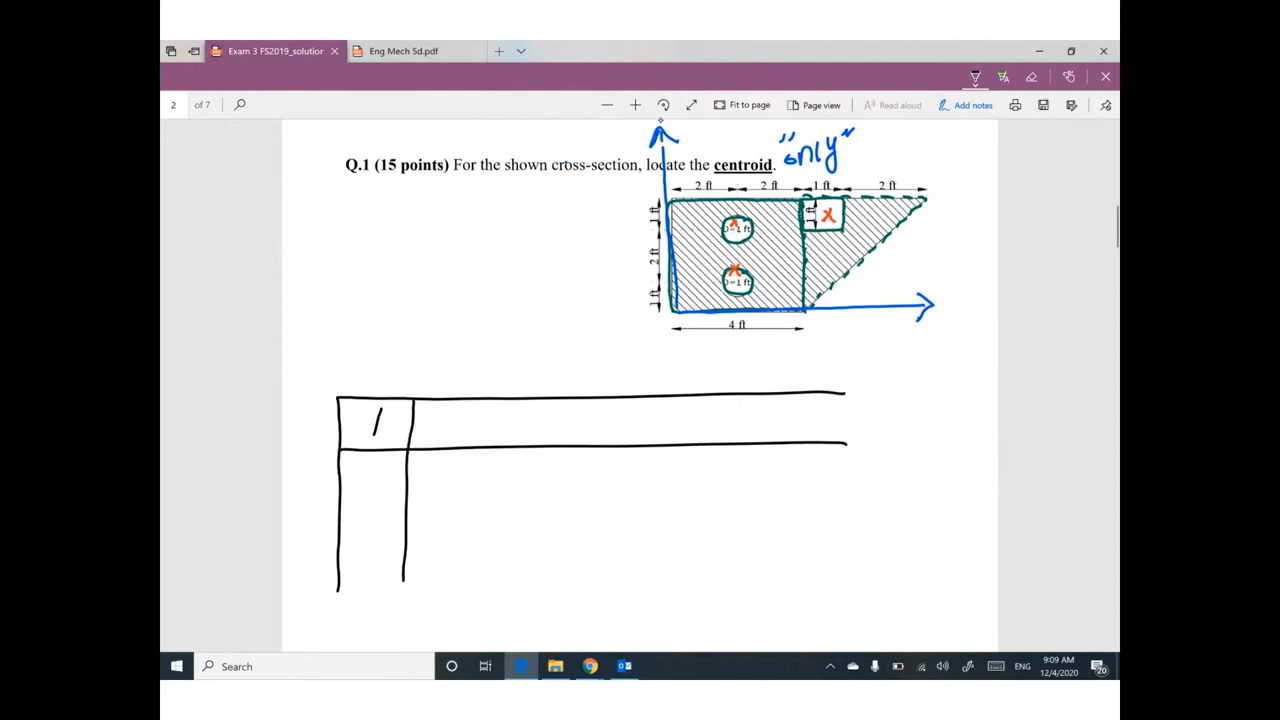 Exam 3 FS2019_solution
Eng Mech 5d.pdf
2 of 7
Fit to page
Page view
Read aloud
Add notes
"only"
Q.1 (15 points) For the shown cross-section, locate the centroid.
2 ft 2 ft 1 ft 2 ft
1 ft
1 ft
X
x
D=1 ft
2 ft
x
D=1 ft
1 ft
4 ft
/
Search
ENG
9:09 AM
12/4/2020
20